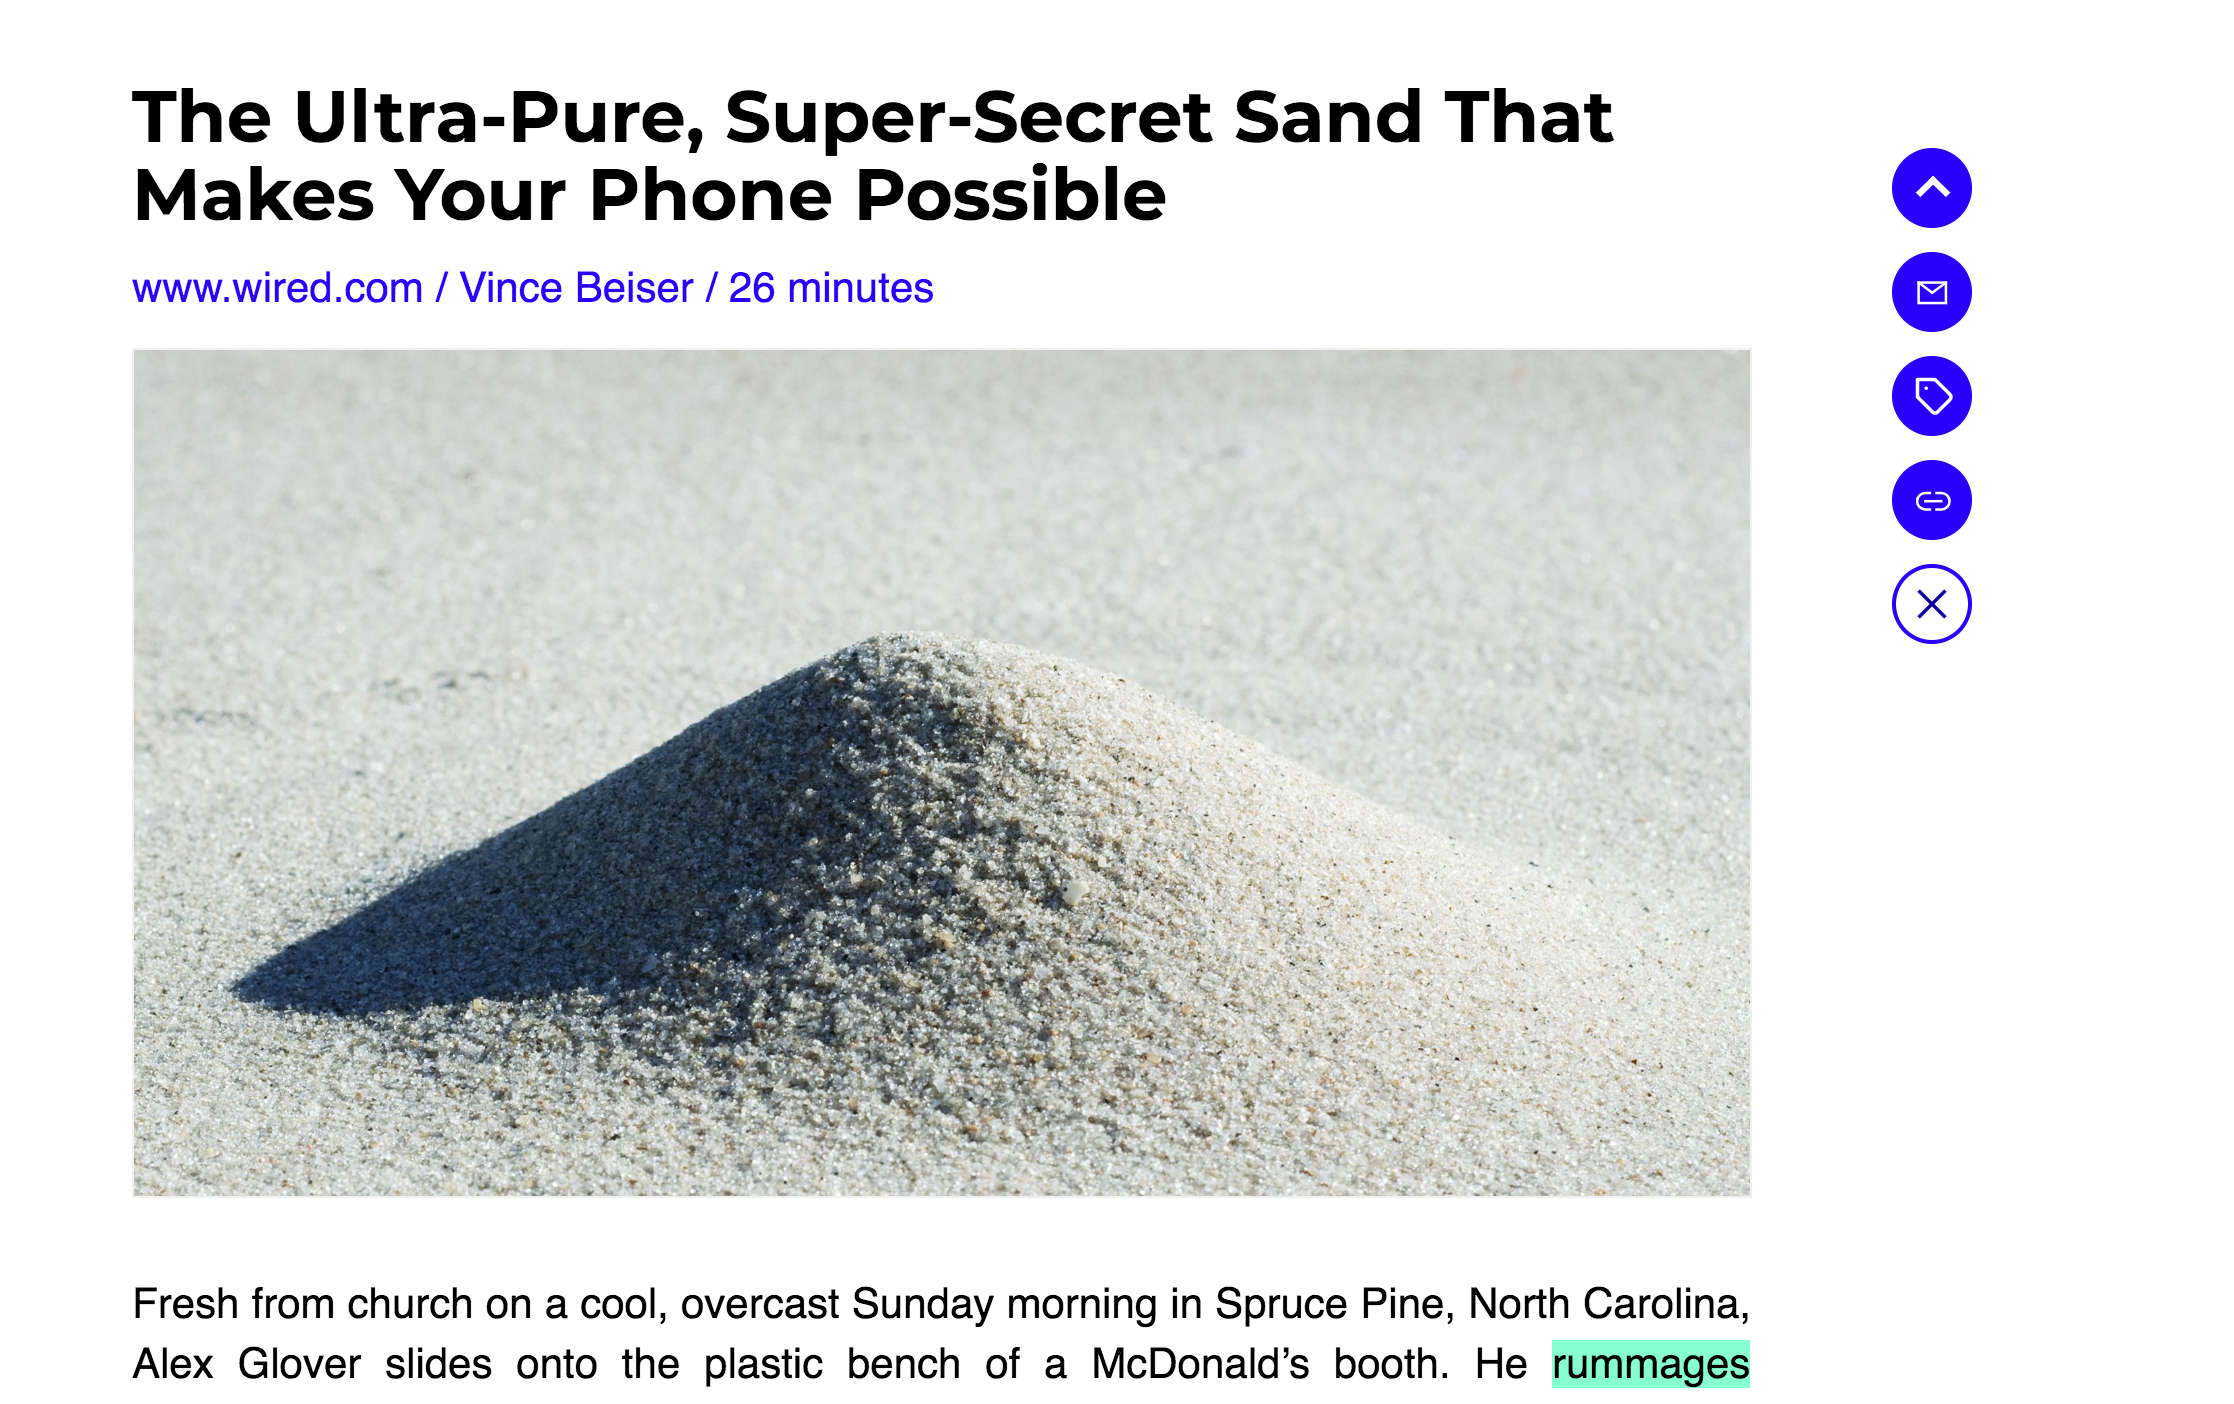 The Ultra-Pure, Super-Secret Sand That
Makes Your Phone Possible
www.wired.com / Vince Beiser / 26 minutes
Fresh from church on a cool, overcast Sunday morning in Spruce Pine, North Carolina,
Alex Glover slides onto the plastic bench of a McDonald’s booth. He rummages